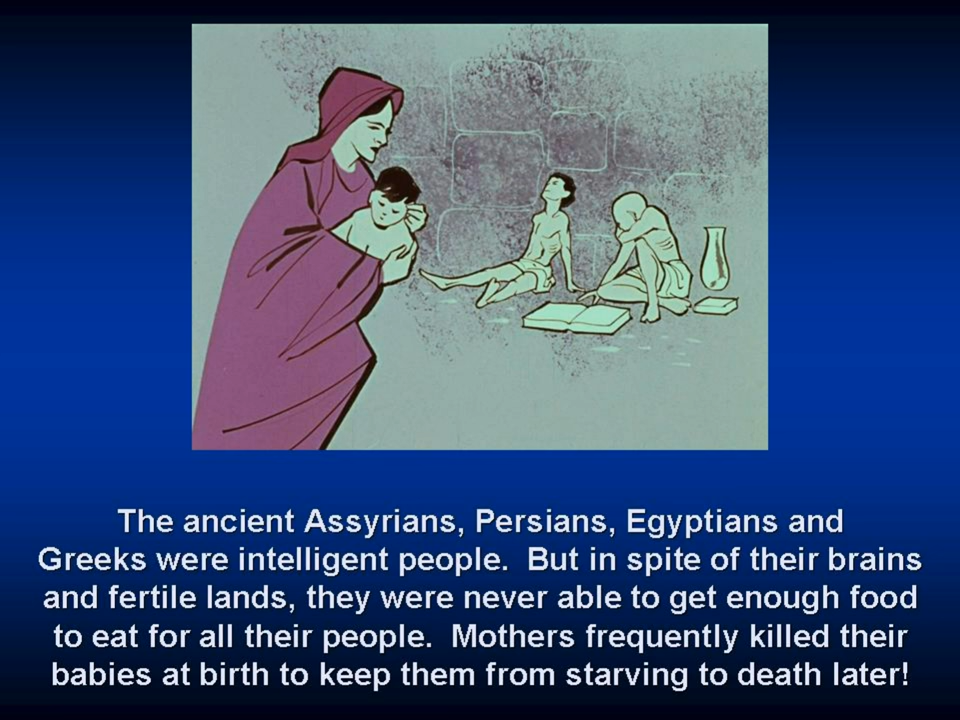 The ancient Assyrians, Persians, Egyptians and
Greeks were intelligent people.  But in spite of their brains
and fertile lands, they were never able to get enough food
to eat for all their people.  Mothers frequently killed their
babies at birth to keep them from starving to death later!